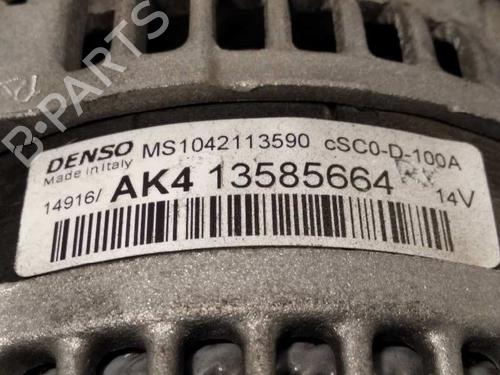 B-PARTS
DENSO MS1042113590 cSC0-D-100A
Made in Italy
14916/ AK4 13585664 14V